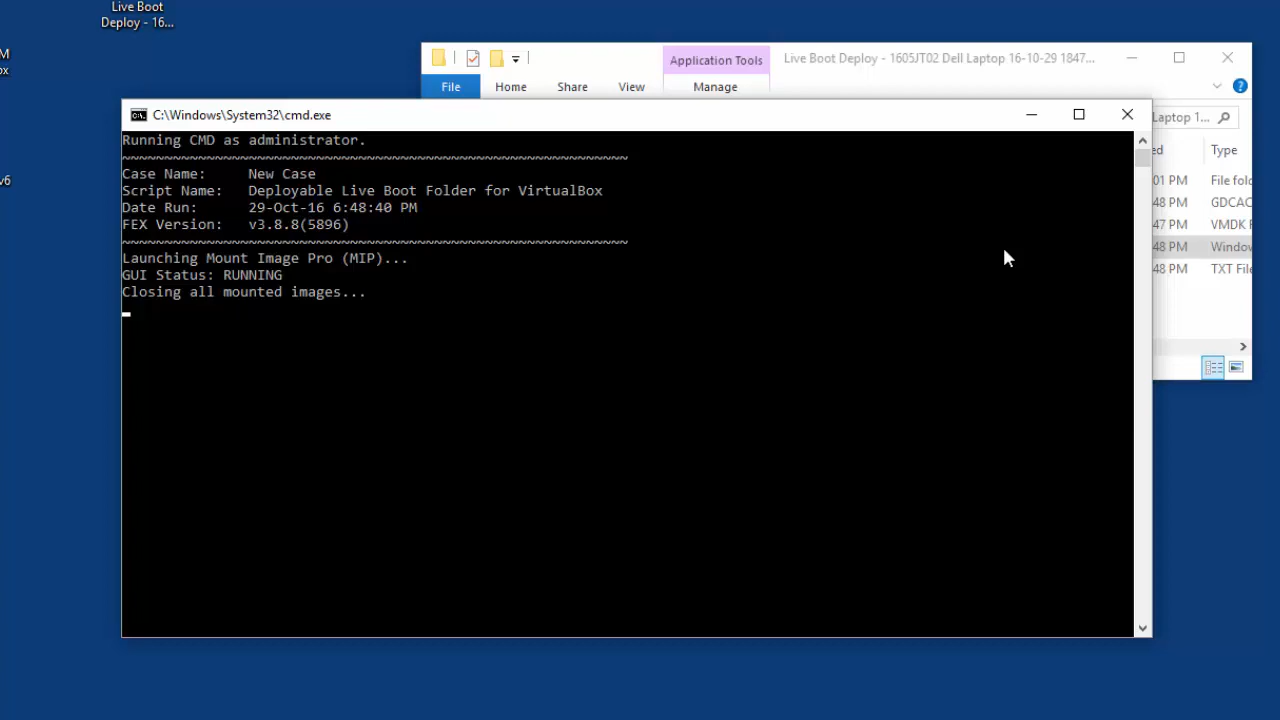 Live Boot
Deploy - 16...
M
ox
v6
Application Tools
Live Boot Deploy - 1605JT02 Dell Laptop 16-10-29 1847...
File
Home
Share
View
Manage
C:\Windows\System32\cmd.exe
Laptop 1...
ed
Type
01 PM
File fold
48 PM
GDCAC
47 PM
VMDK F
48 PM
Windov
48 PM
TXT File
Running CMD as administrator.
~~~~~~~~~~~~~~~~~~~~~~~~~~~~~~~~~~~~~~~~~~~~~~~~~~~~~~~~~~~~
Case Name: New Case
Script Name: Deployable Live Boot Folder for VirtualBox
Date Run: 29-Oct-16 6:48:40 PM
FEX Version: v3.8.8(5896)
~~~~~~~~~~~~~~~~~~~~~~~~~~~~~~~~~~~~~~~~~~~~~~~~~~~~~~~~~~~~
Launching Mount Image Pro (MIP)...
GUI Status: RUNNING
Closing all mounted images...